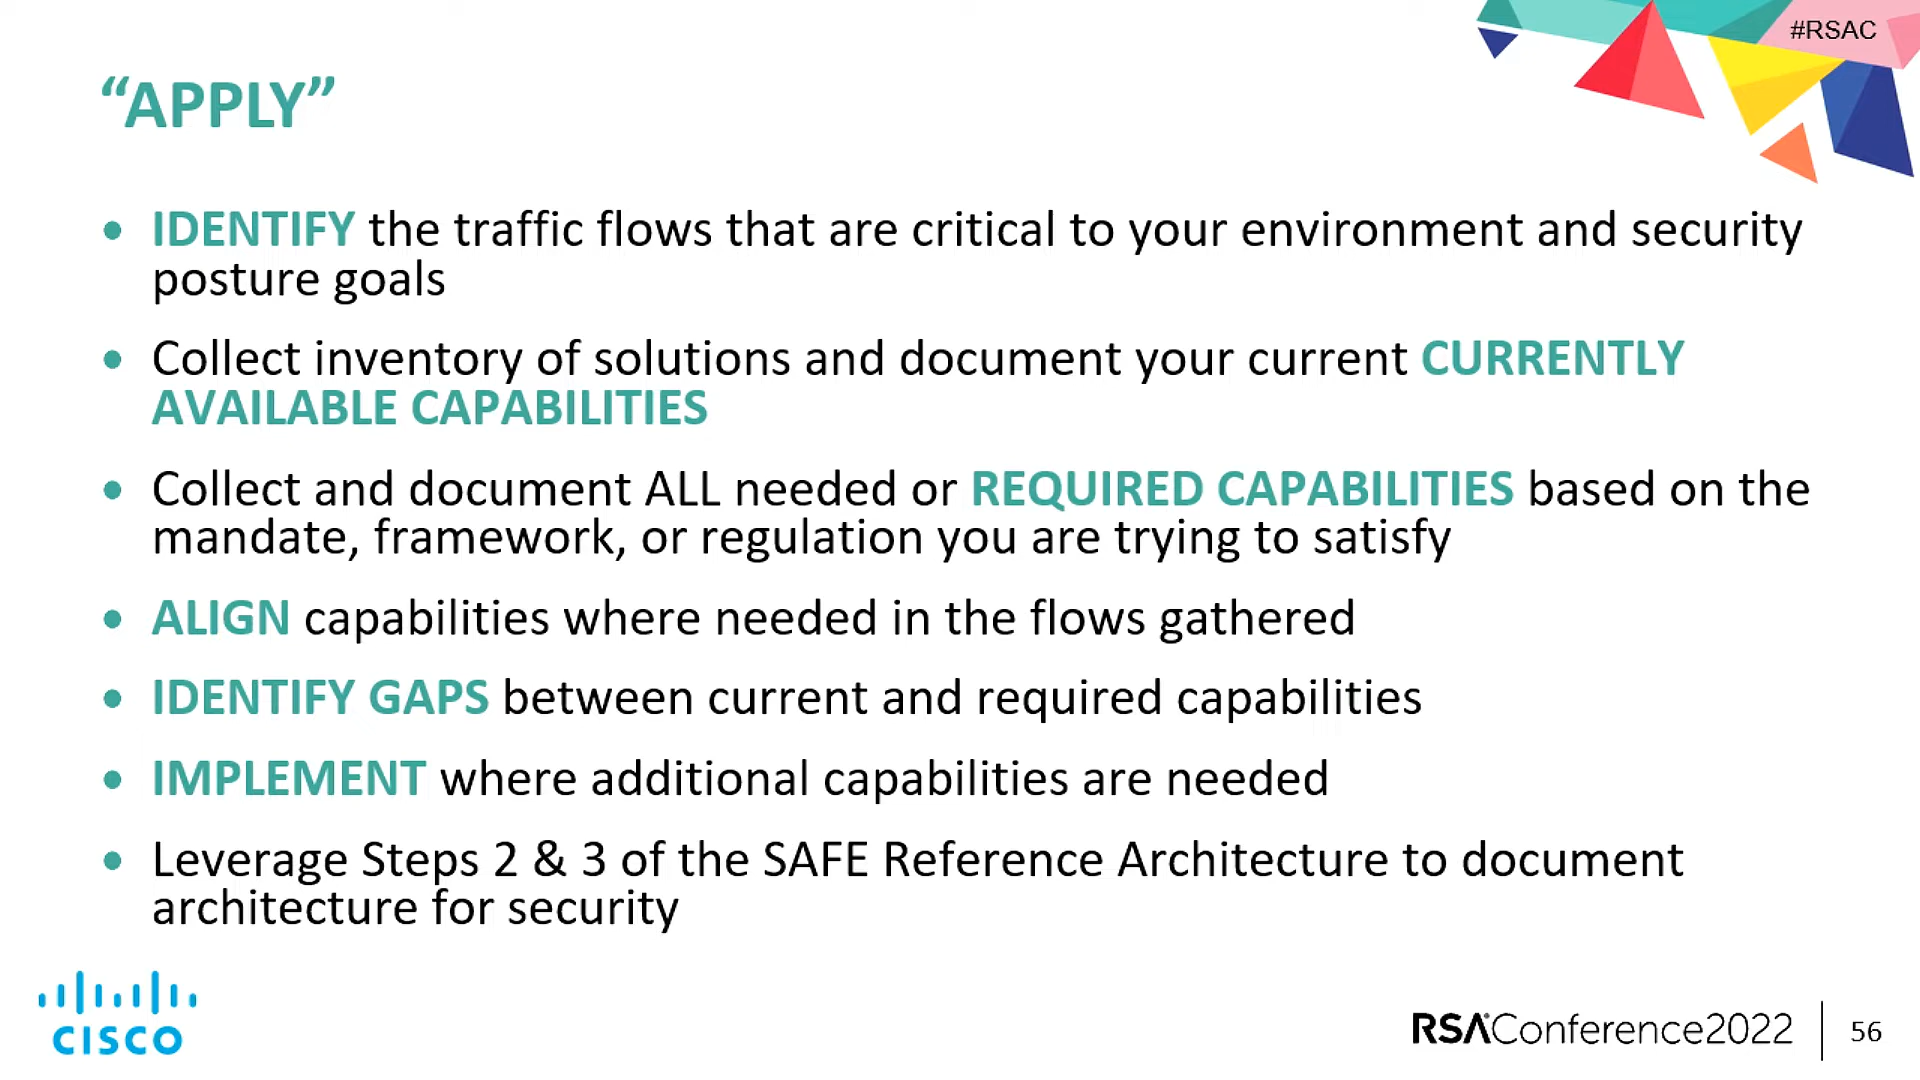 #RSAC
“APPLY”
• IDENTIFY the traffic flows that are critical to your environment and security
posture goals
• Collect inventory of solutions and document your current CURRENTLY
AVAILABLE CAPABILITIES
• Collect and document ALL needed or REQUIRED CAPABILITIES based on the
mandate, framework, or regulation you are trying to satisfy
• ALIGN capabilities where needed in the flows gathered
• IDENTIFY GAPS between current and required capabilities
• IMPLEMENT where additional capabilities are needed
• Leverage Steps 2 & 3 of the SAFE Reference Architecture to document
architecture for security
CISCO
RSAConference2022
56